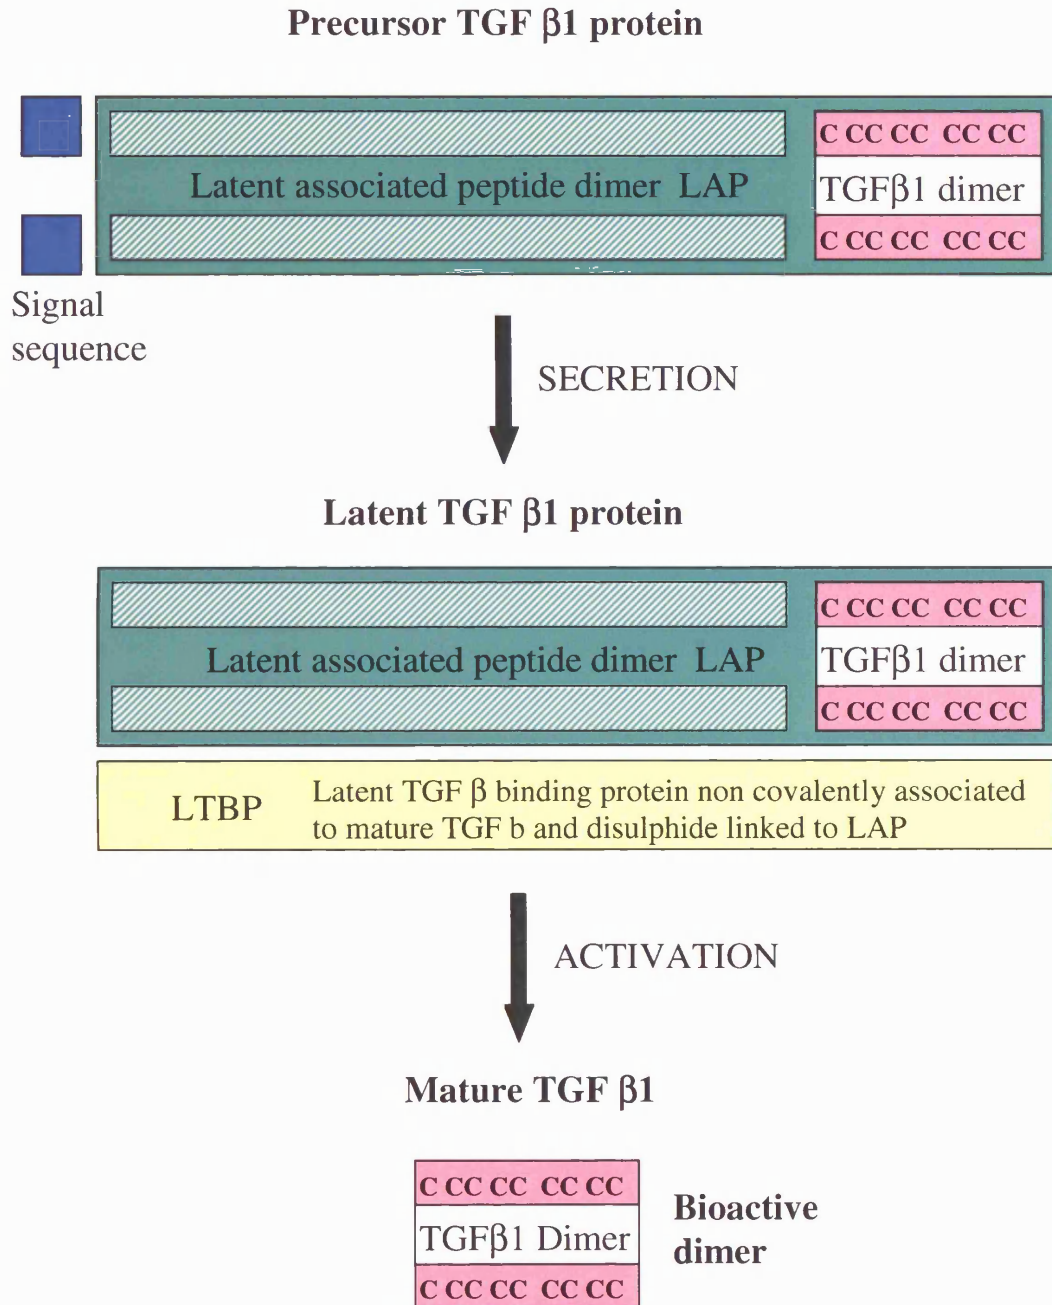 Precursor TGF β1 protein
C CC CC CC CC
Latent associated peptide dimer LAP
TGFβ1 dimer
C CC CC CC CC
Signal
sequence
SECRETION
Latent TGF β1 protein
C CC CC CC CC
Latent associated peptide dimer LAP
TGFβ1 dimer
C CC CC CC CC
LTBP
Latent TGF β binding protein non covalently associated
to mature TGF b and disulphide linked to LAP
ACTIVATION
Mature TGF β1
C CC CC CC CC
TGFβ1 Dimer
C CC CC CC CC
Bioactive
dimer